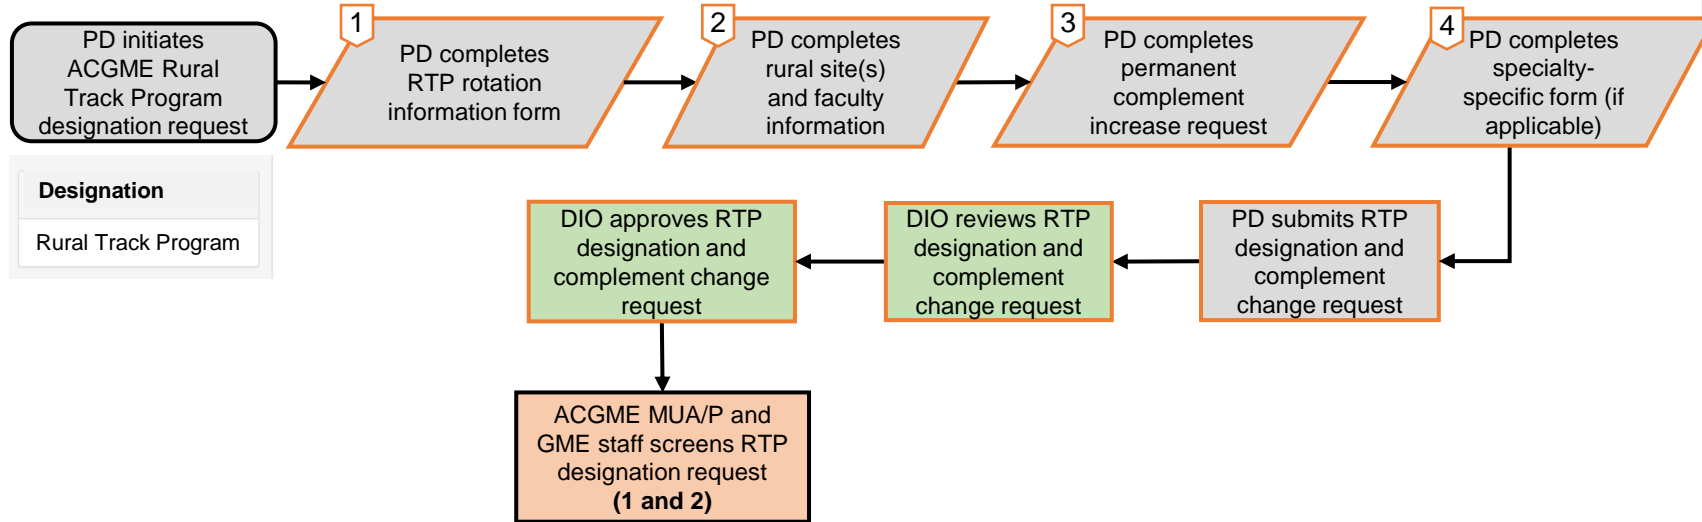 PD initiates
ACGME Rural
Track Program
designation request
1
PD completes
RTP rotation
information form
2
PD completes
rural site(s)
and faculty
information
3
PD completes
permanent
complement
increase request
4
PD completes
specialty-
specific form (if
applicable)
Designation
Rural Track Program
DIO approves RTP
designation and
complement change
request
DIO reviews RTP
designation and
complement
change request
PD submits RTP
designation and
complement
change request
ACGME MUA/P and
GME staff screens RTP
designation request
(1 and 2)